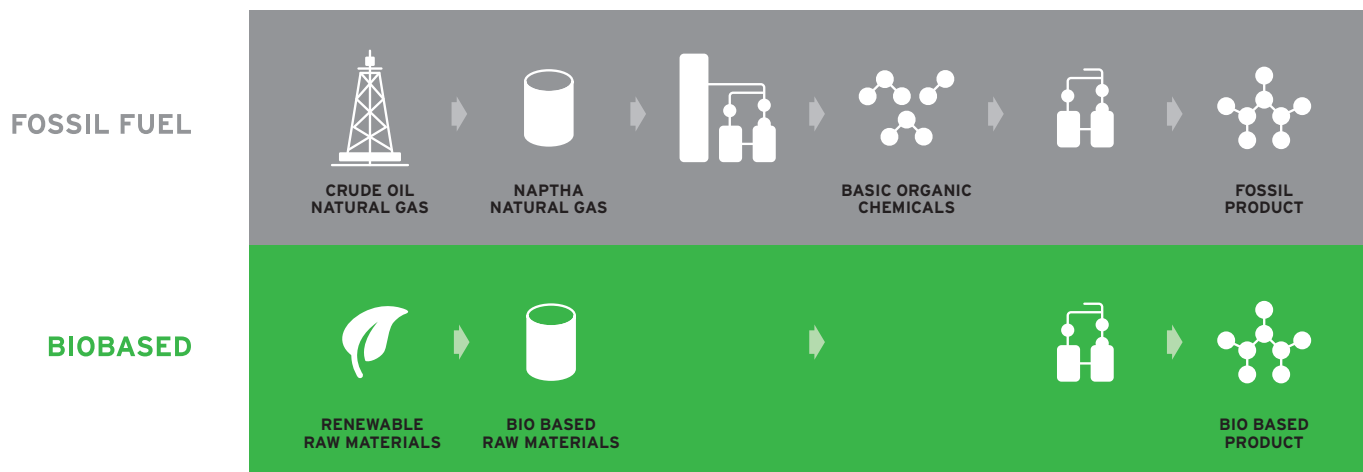 FOSSIL FUEL
CRUDE OIL
NATURAL GAS
NAPTHA
NATURAL GAS
BASIC ORGANIC
CHEMICALS
FOSSIL
PRODUCT
BIOBASED
RENEWABLE
RAW MATERIALS
BIO BASED
RAW MATERIALS
BIO BASED
PRODUCT